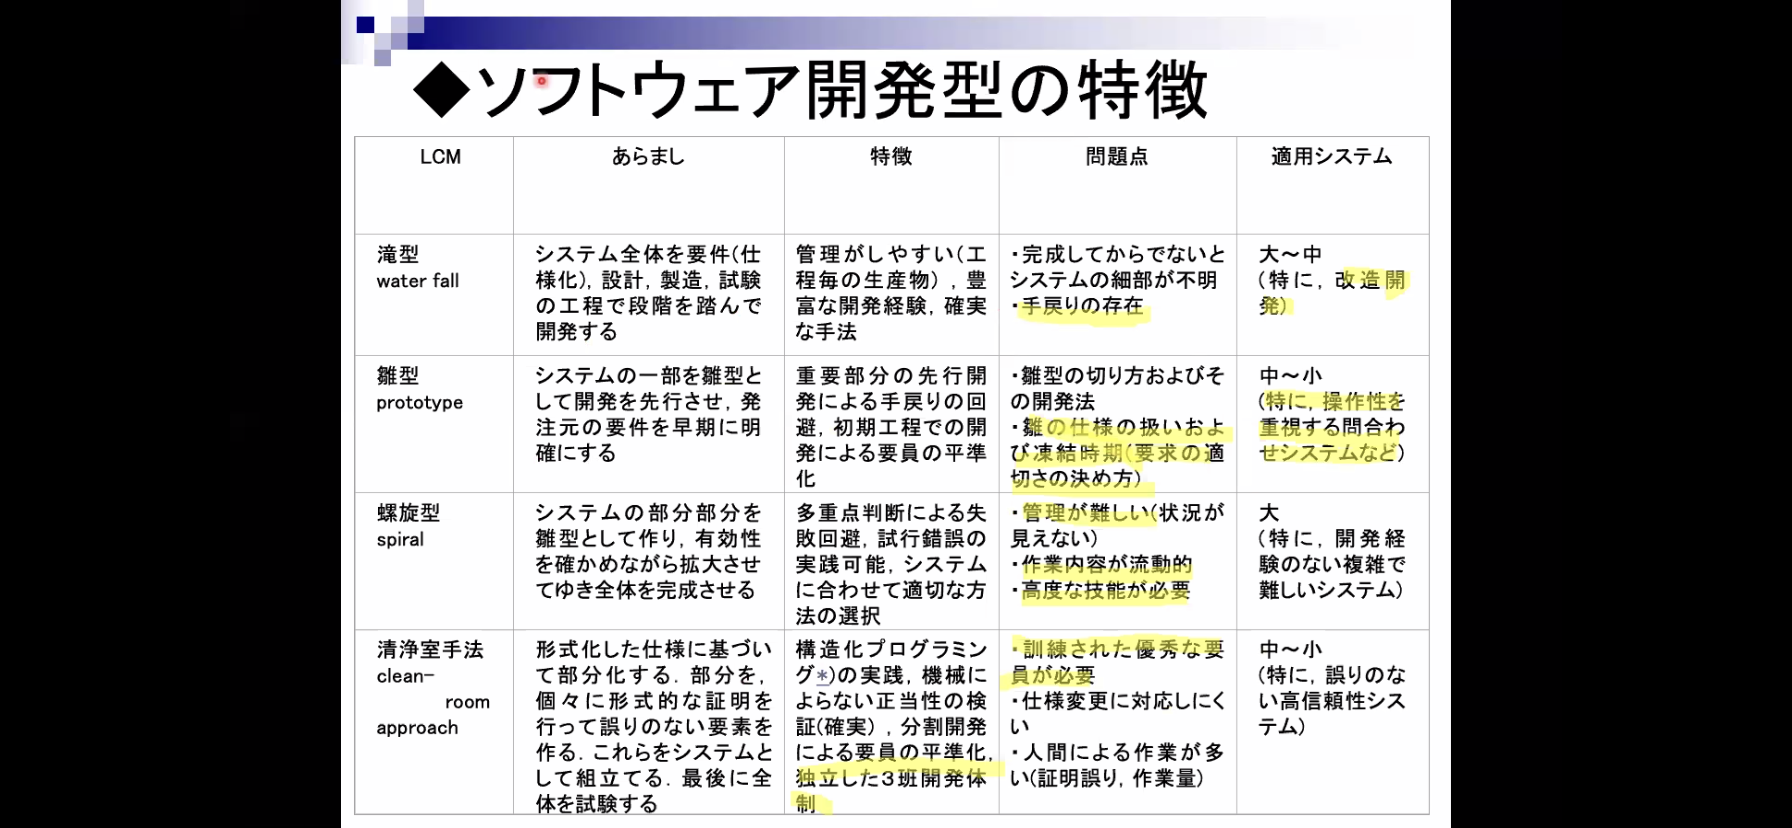 ◆ソフトウェア開発型の特徴
LCM
あらまし
特徴
問題点
適用システム
滝型
water fall
システム全体を要件(仕
様化), 設計, 製造, 試験
の工程で段階を踏んで
開発する
管理がしやすい(工
程毎の生産物) , 豊
富な開発経験, 確実
な手法
・完成してからでないと
システムの細部が不明
・手戻りの存在
大～中
(特に, 改造開
発)
雛型
prototype
システムの一部を雛型と
して開発を先行させ, 発
注元の要件を早期に明
確にする
重要部分の先行開
発による手戻りの回
避, 初期工程での開
発による要員の平準
化
・雛型の切り方およびそ
の開発法
・雛の仕様の扱いおよ
び凍結時期(要求の適
切さの決め方)
中～小
(特に, 操作性を
重視する問合わ
せシステムなど)
螺旋型
spiral
システムの部分部分を
雛型として作り, 有効性
を確かめながら拡大させ
てゆき全体を完成させる
多重点判断による失
敗回避, 試行錯誤の
実践可能, システム
に合わせて適切な方
法の選択
・管理が難しい(状況が
見えない)
・作業内容が流動的
・高度な技能が必要
大
(特に, 開発経
験のない複雑で
難しいシステム)
清浄室手法
clean-
room
approach
形式化した仕様に基づい
て部分化する. 部分を,
個々に形式的な証明を
行って誤りのない要素を
作る. これらをシステムと
して組立てる. 最後に全
体を試験する
構造化プログラミン
グ*)の実践, 機械に
よらない正当性の検
証(確実) , 分割開発
による要員の平準化,
独立した3班開発体
制
・訓練された優秀な要
員が必要
・仕様変更に対応しにく
い
・人間による作業が多
い(証明誤り, 作業量)
中～小
(特に, 誤りのな
い高信頼性シス
テム)